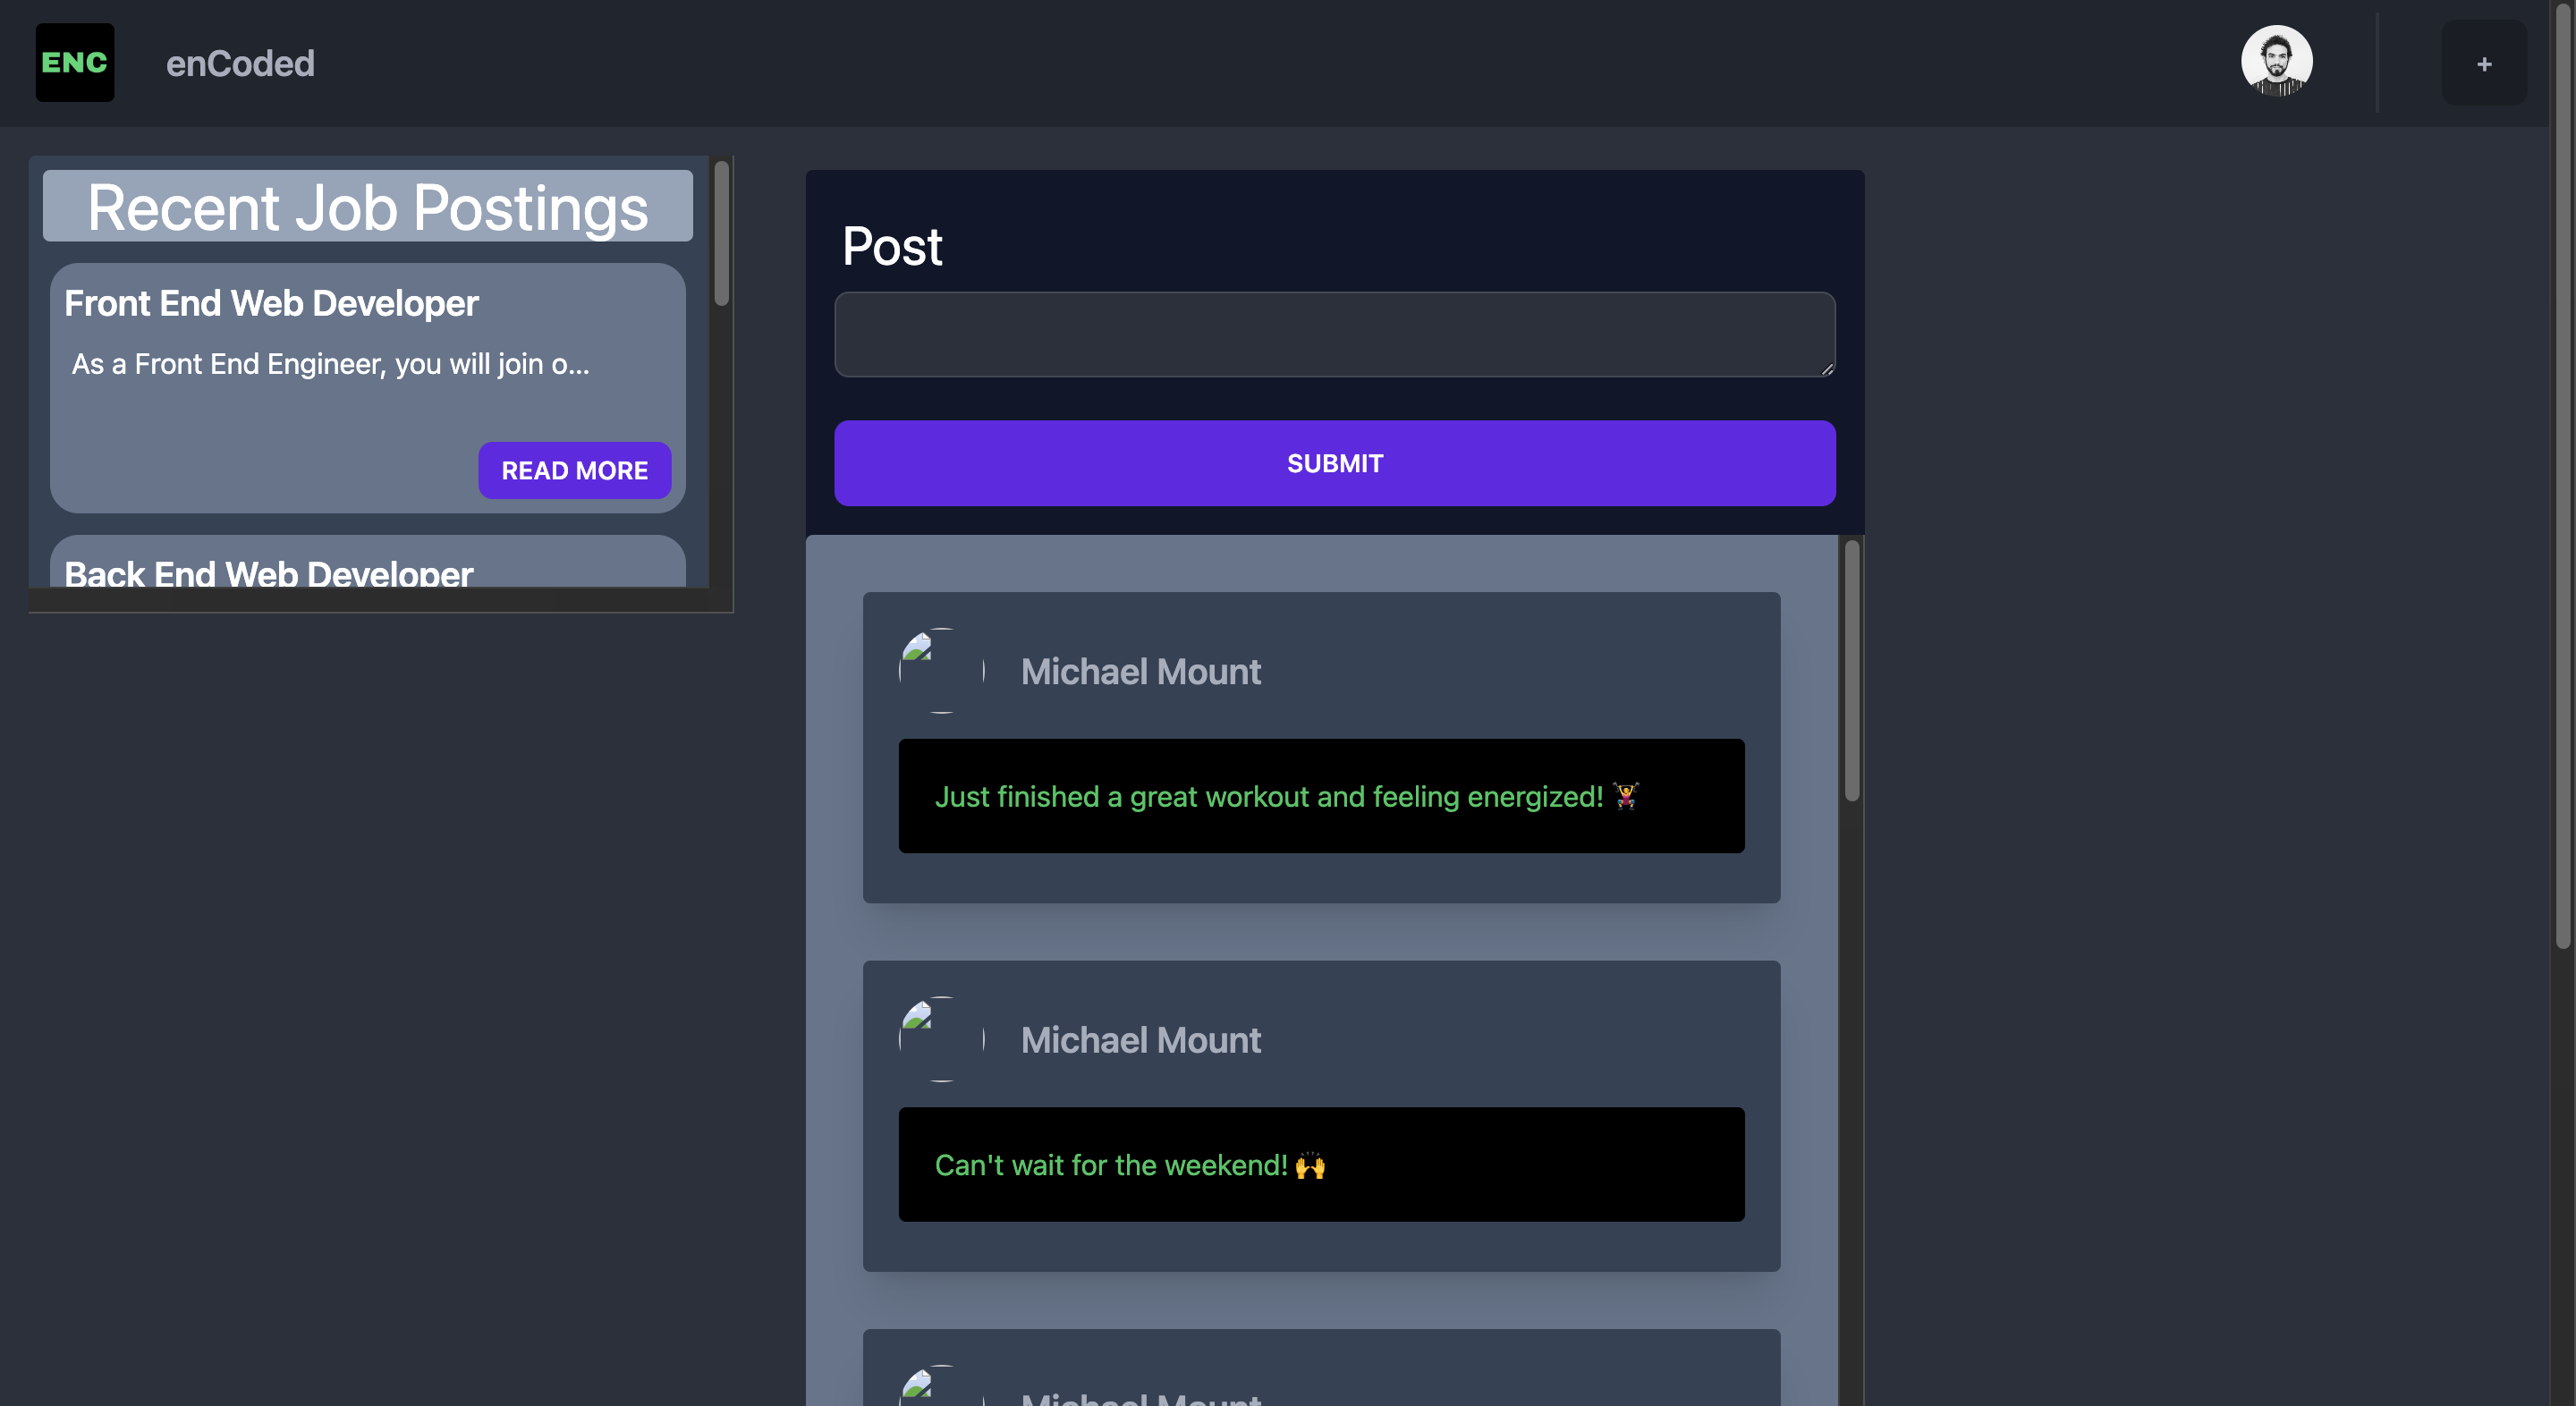 ENC
enCoded
+
Recent Job Postings
Front End Web Developer
As a Front End Engineer, you will join o...
READ MORE
Back End Web Developer
Post
SUBMIT
Michael Mount
Just finished a great workout and feeling energized! 🏋️‍♀️
Michael Mount
Can't wait for the weekend! 🙌
Michael Mount